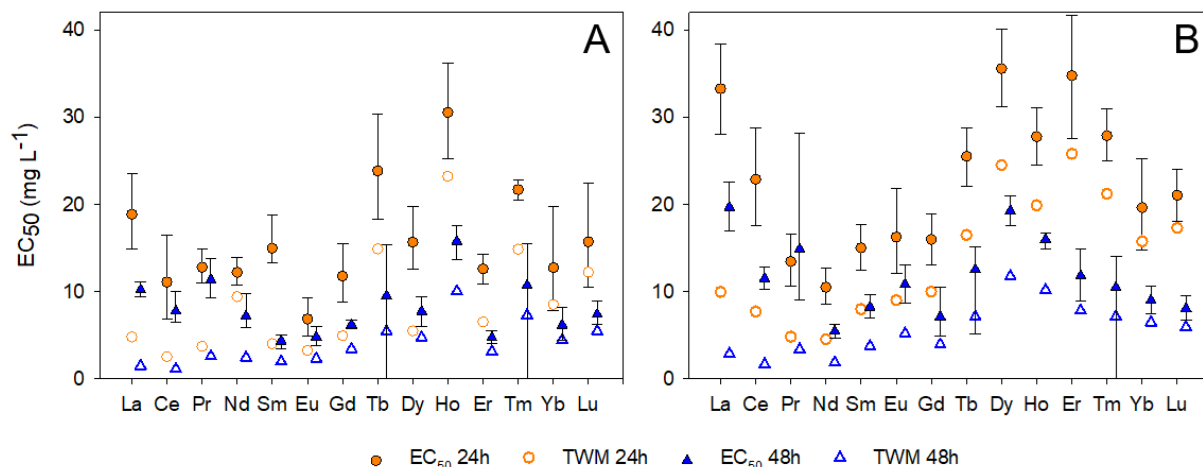 A
B
EC50 (mg L−1)
40
30
20
10
0
40
30
20
10
0
La Ce Pr Nd Sm Eu Gd Tb Dy Ho Er Tm Yb Lu
La Ce Pr Nd Sm Eu Gd Tb Dy Ho Er Tm Yb Lu
EC50 24h TWM 24h EC50 48h TWM 48h